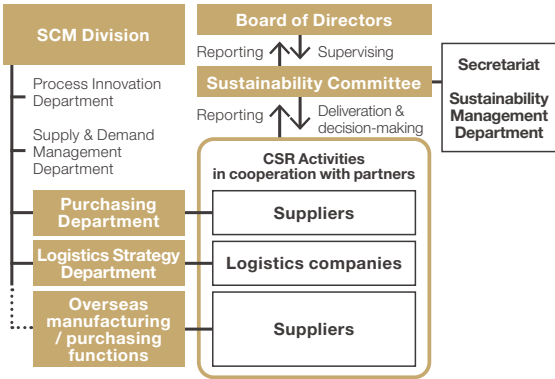 SCM Division
Process Innovation
Department
Supply & Demand
Management
Department
Purchasing
Department
Logistics Strategy
Department
Overseas
manufacturing
/ purchasing
functions
Board of Directors
Reporting
Supervising
Sustainability Committee
Reporting
Deliveration &
decision-making
CSR Activities
in cooperation with partners
Suppliers
Logistics companies
Suppliers
Secretariat
Sustainability
Management
Department